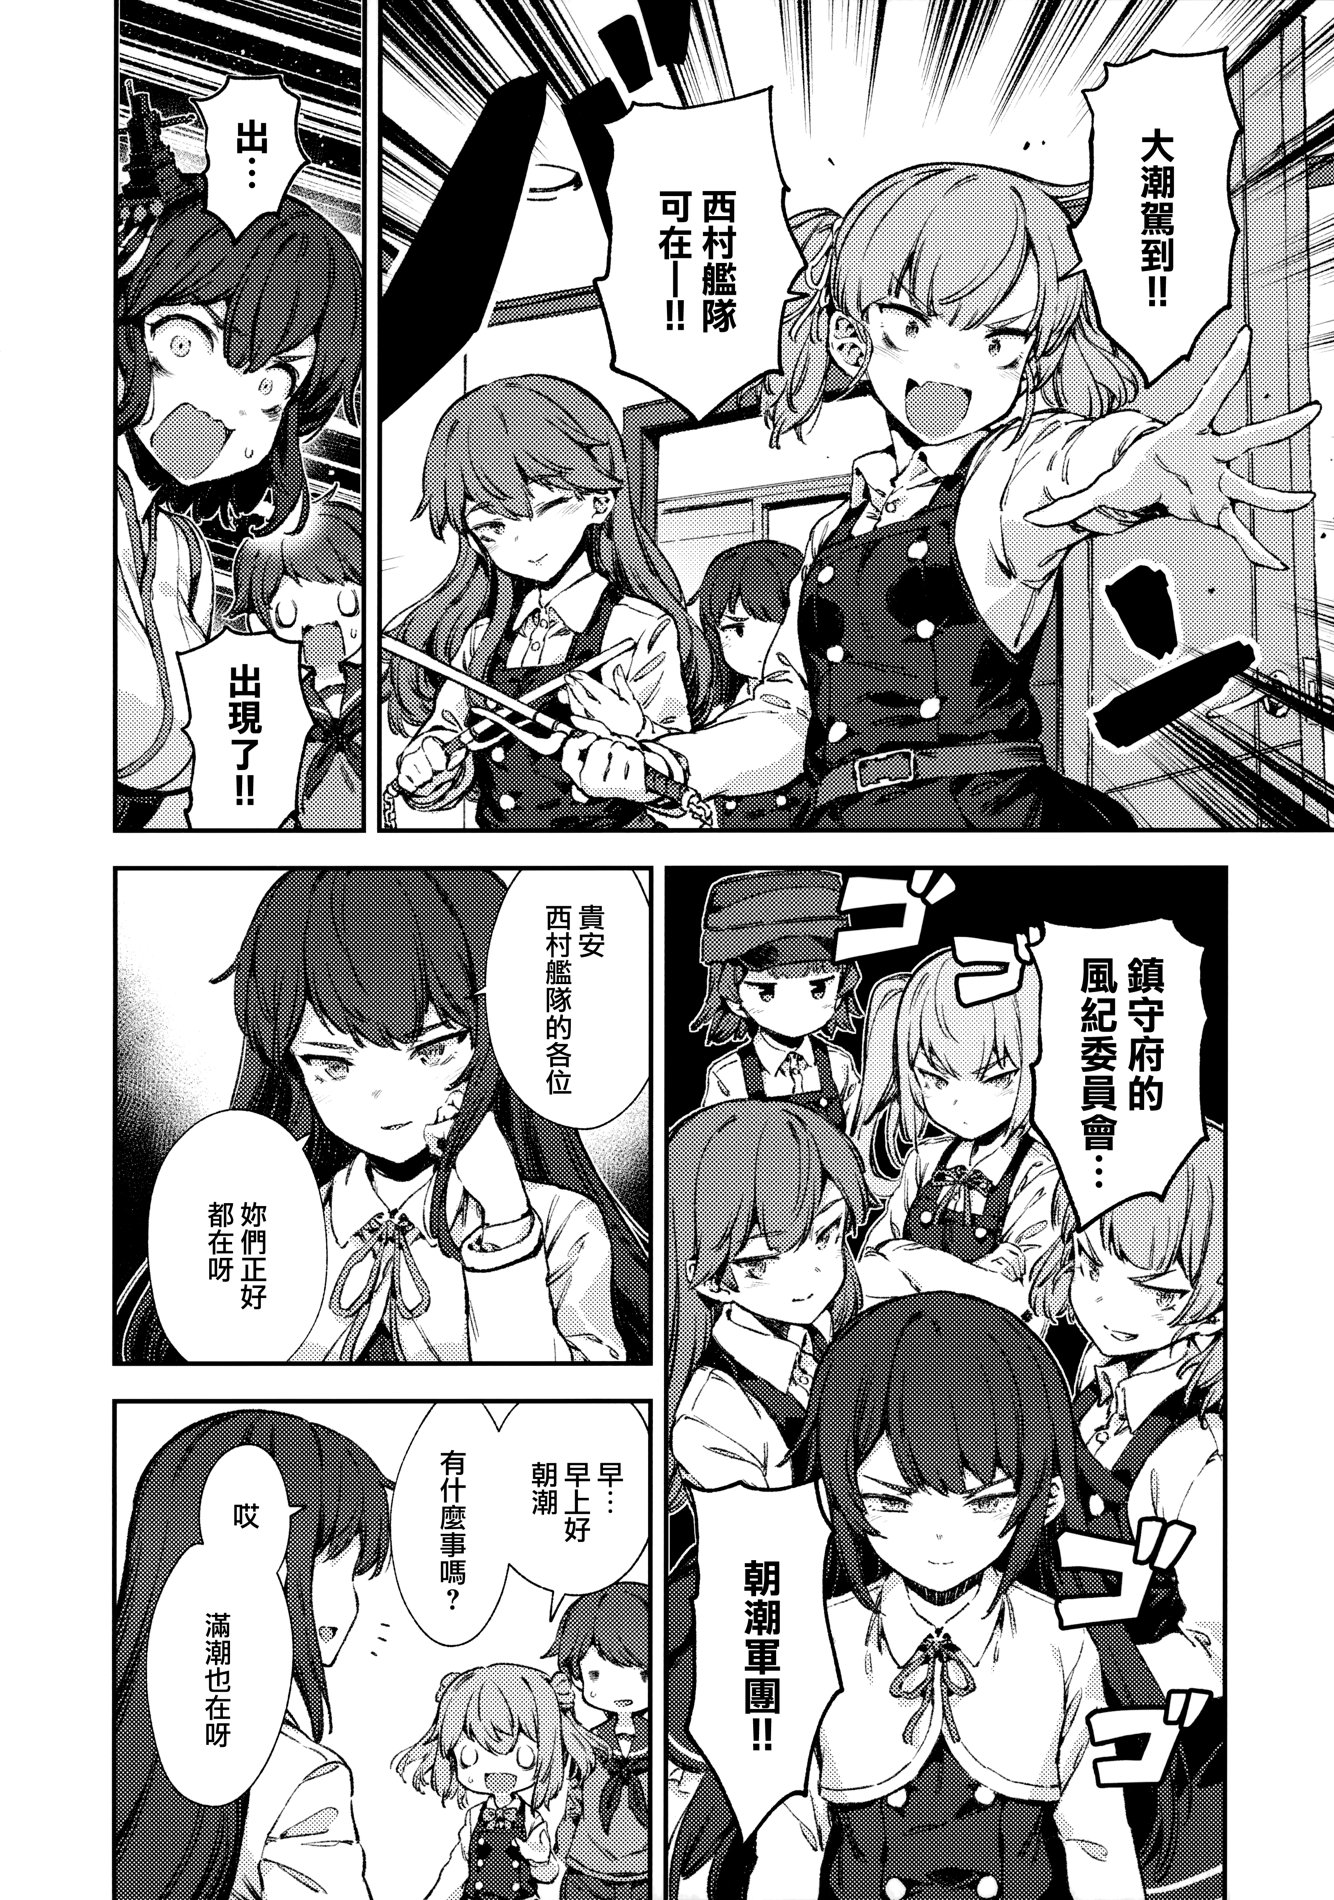 大潮駕到!!
西村艦隊
可在ー!!
出…
出現了!!
鎮守府的
風紀委員會…
ゴ
ゴ
朝潮軍團!!
ゴ
ゴ
貴安
西村艦隊的各位
妳們正好
都在呀
早…
早上好
朝潮
有什麼事嗎?
哎
滿潮也在呀